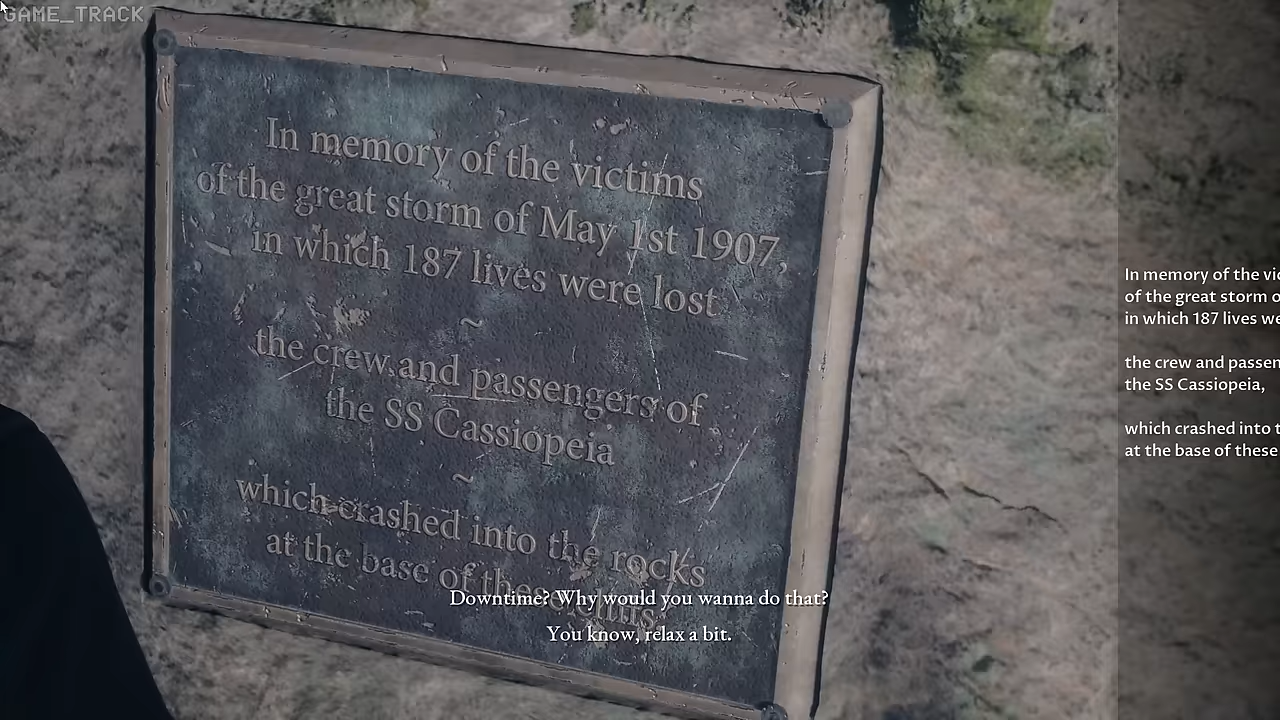 GAME_TRACK
In memory of the victims
of the great storm of May 1st 1907,
in which 187 lives were lost
~
the crew and passengers of
the SS Cassiopeia
~
which crashed into the rocks
at the base of these
Downtime? Why would you wanna do that?
You know, relax a bit.
In memory of the
of the great storm
in which 187 lives
the crew and
the SS Cassiopeia,
which crashed into
at the base of these